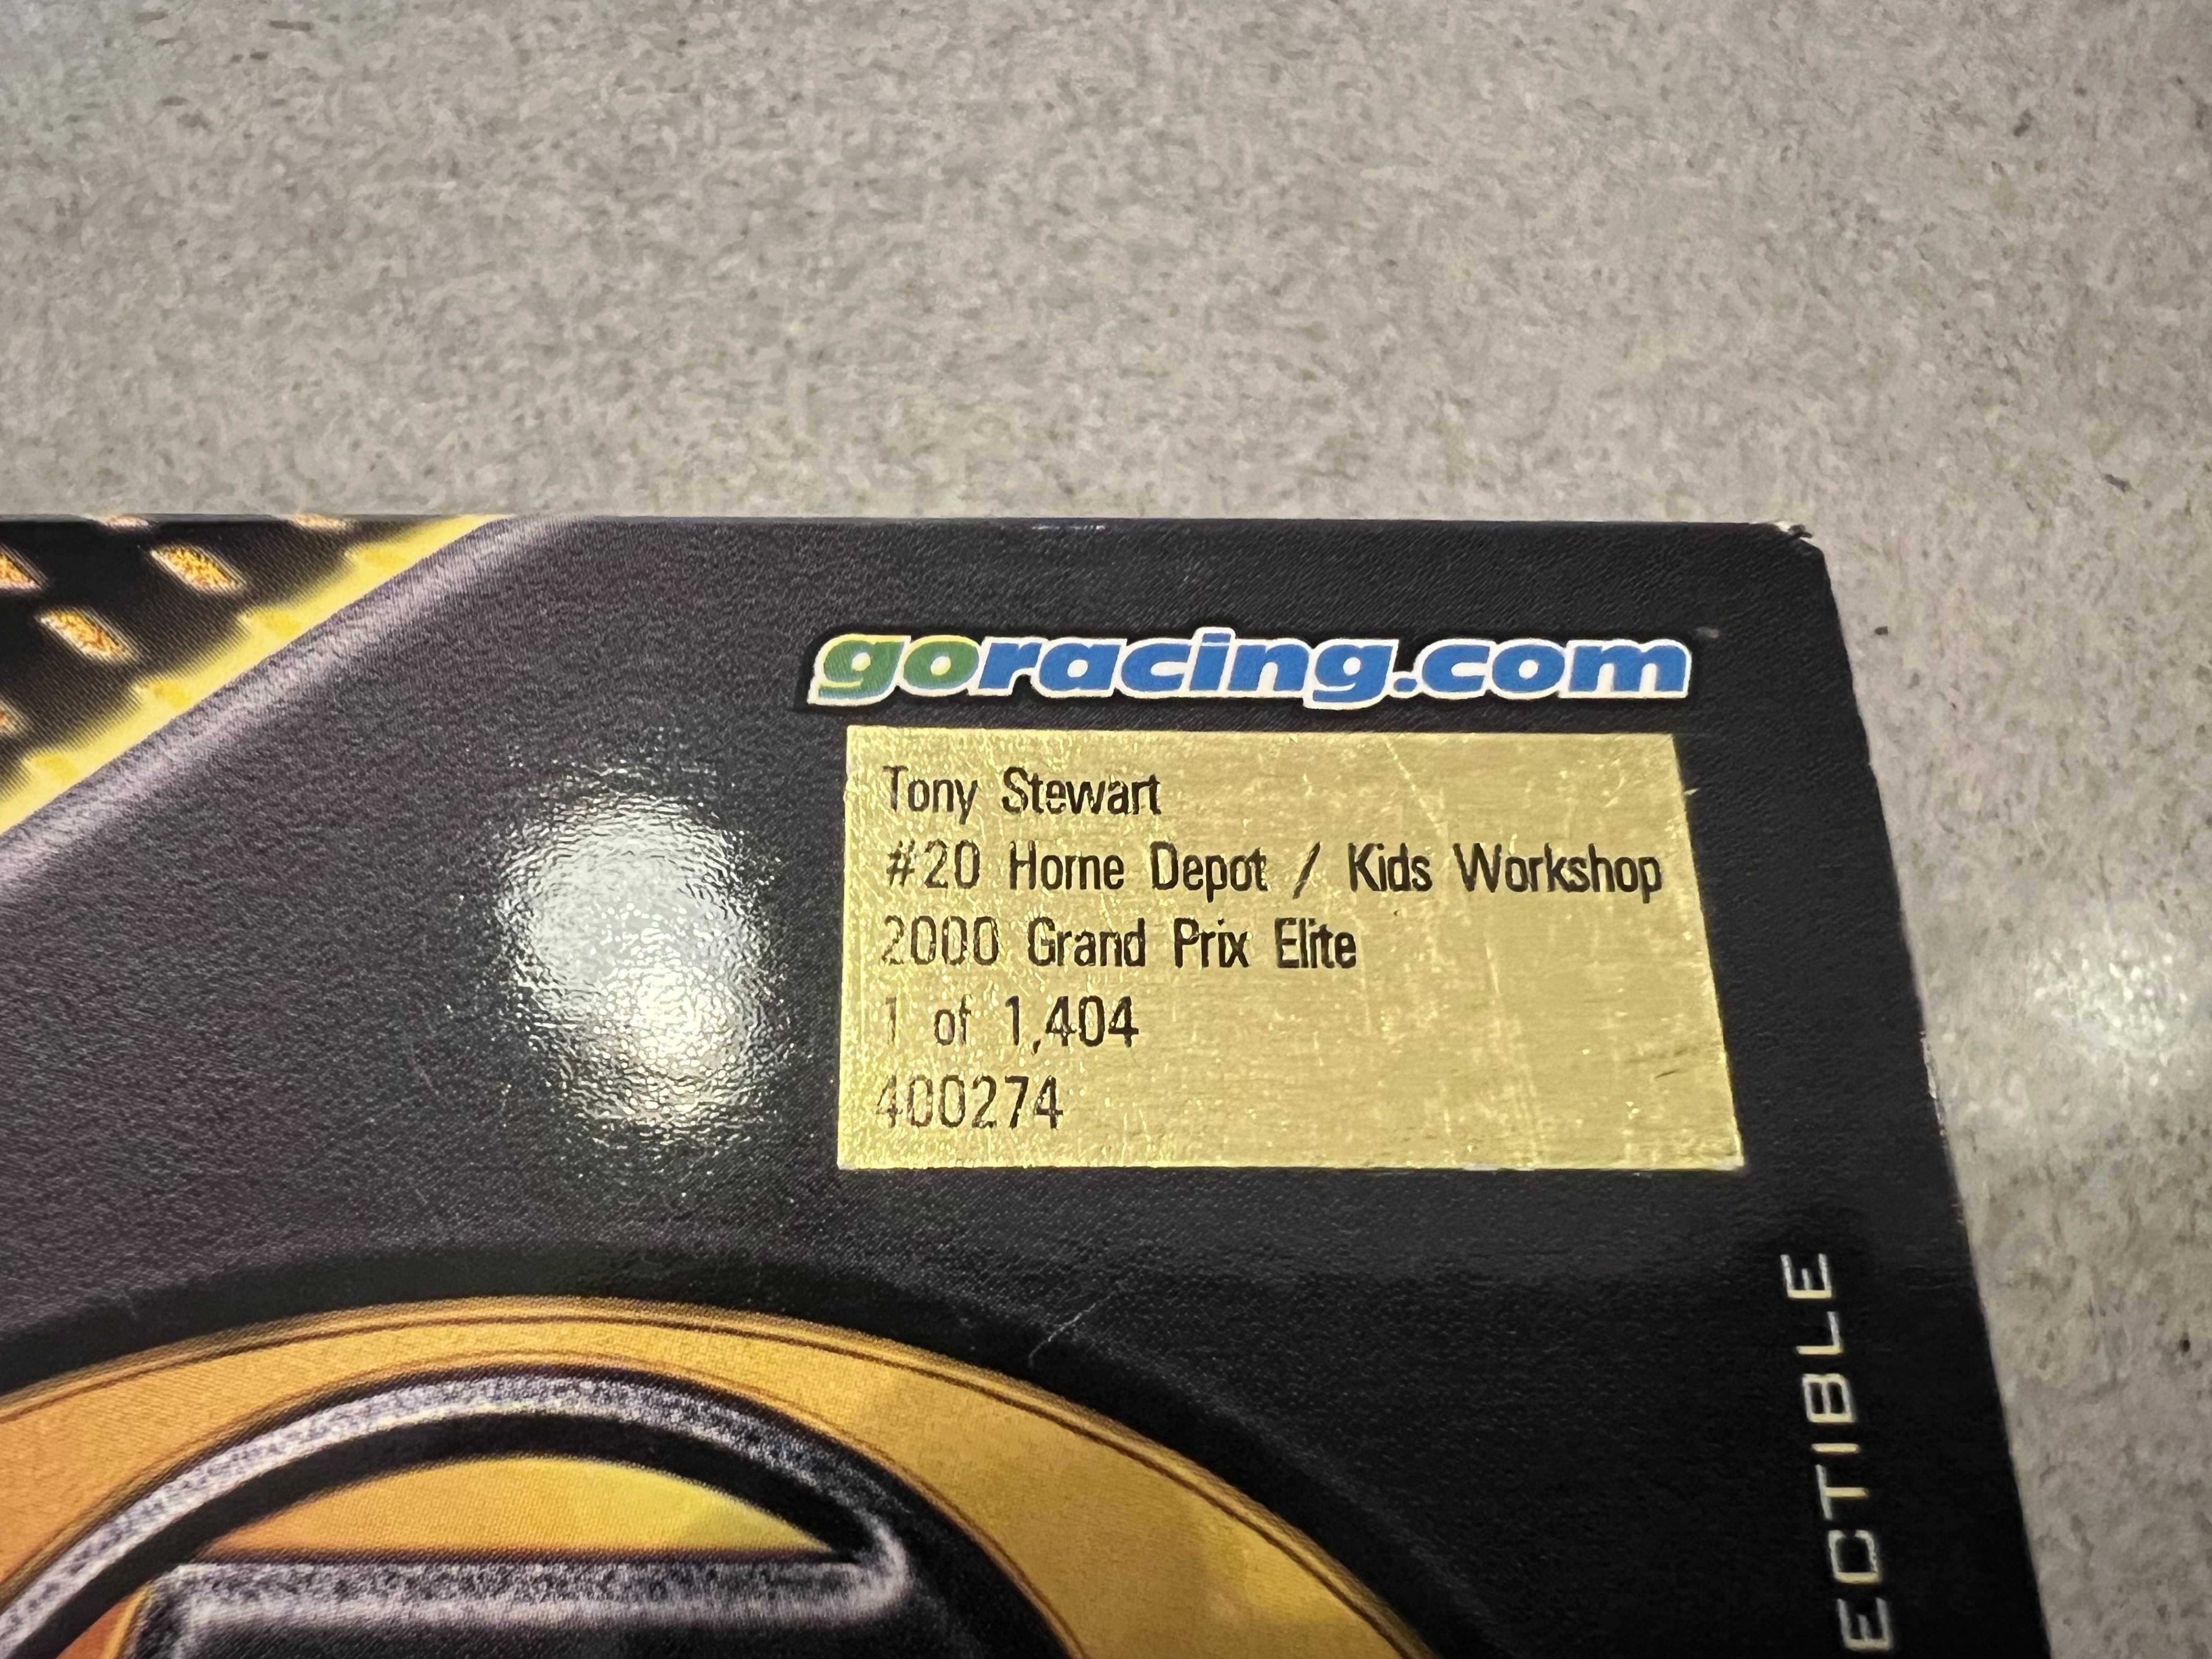 goracing.com
Tony Stewart
#20 Home Depot / Kids Workshop
2000 Grand Prix Elite
1 of 1,404
400274
ECTIBLE